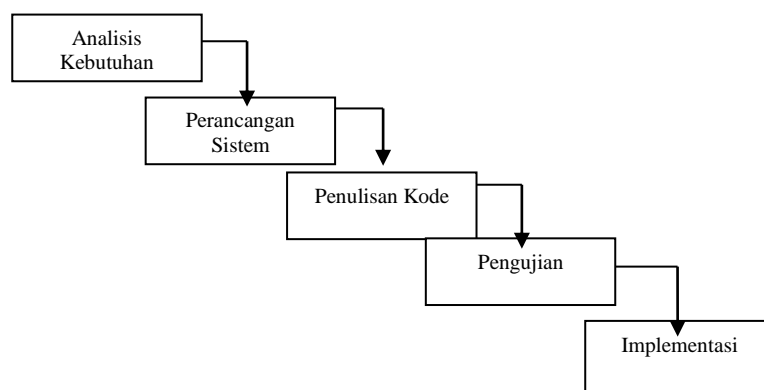 Analisis
Kebutuhan
Perancangan
Sistem
Penulisan Kode
Pengujian
Implementasi